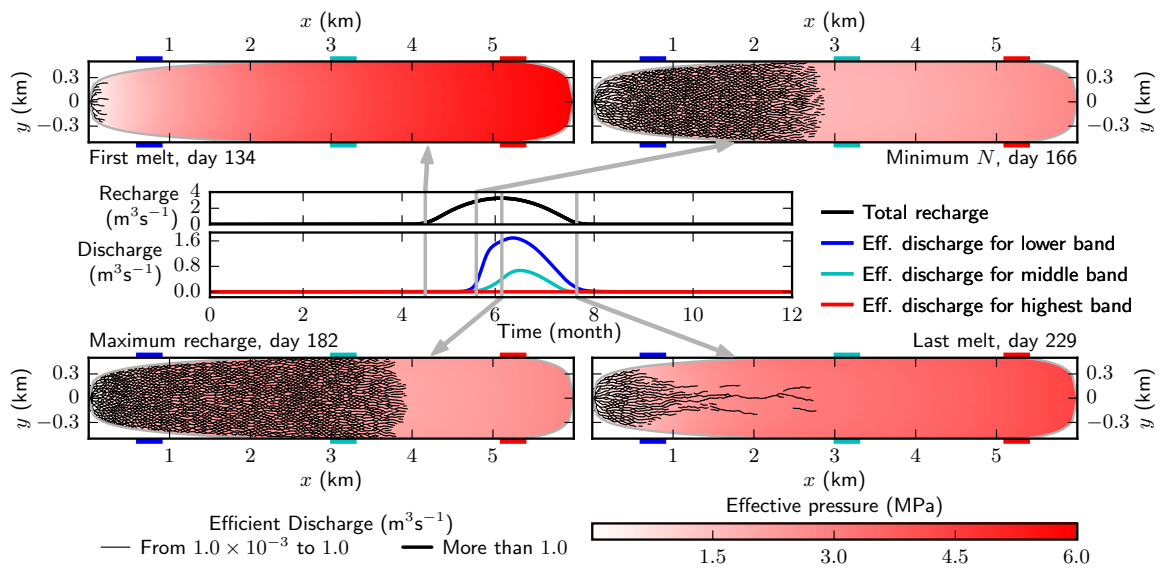 x (km)
x (km)
1 2 3 4 5
1 2 3 4 5
y (km)
0.3
0
−0.3
0.3
0
−0.3
y (km)
First melt, day 134
Minimum N, day 166
Recharge
(m³s⁻¹)
4
2
0
Discharge
(m³s⁻¹)
1.6
0.8
0.0
0 2 4 6 8 10 12
Time (month)
Total recharge
Eff. discharge for lower band
Eff. discharge for middle band
Eff. discharge for highest band
Maximum recharge, day 182
Last melt, day 229
y (km)
0.3
0
−0.3
0.3
0
−0.3
y (km)
1 2 3 4 5
1 2 3 4 5
x (km)
x (km)
Efficient Discharge (m³s⁻¹)
From 1.0 × 10⁻³ to 1.0
More than 1.0
Effective pressure (MPa)
1.5 3.0 4.5 6.0